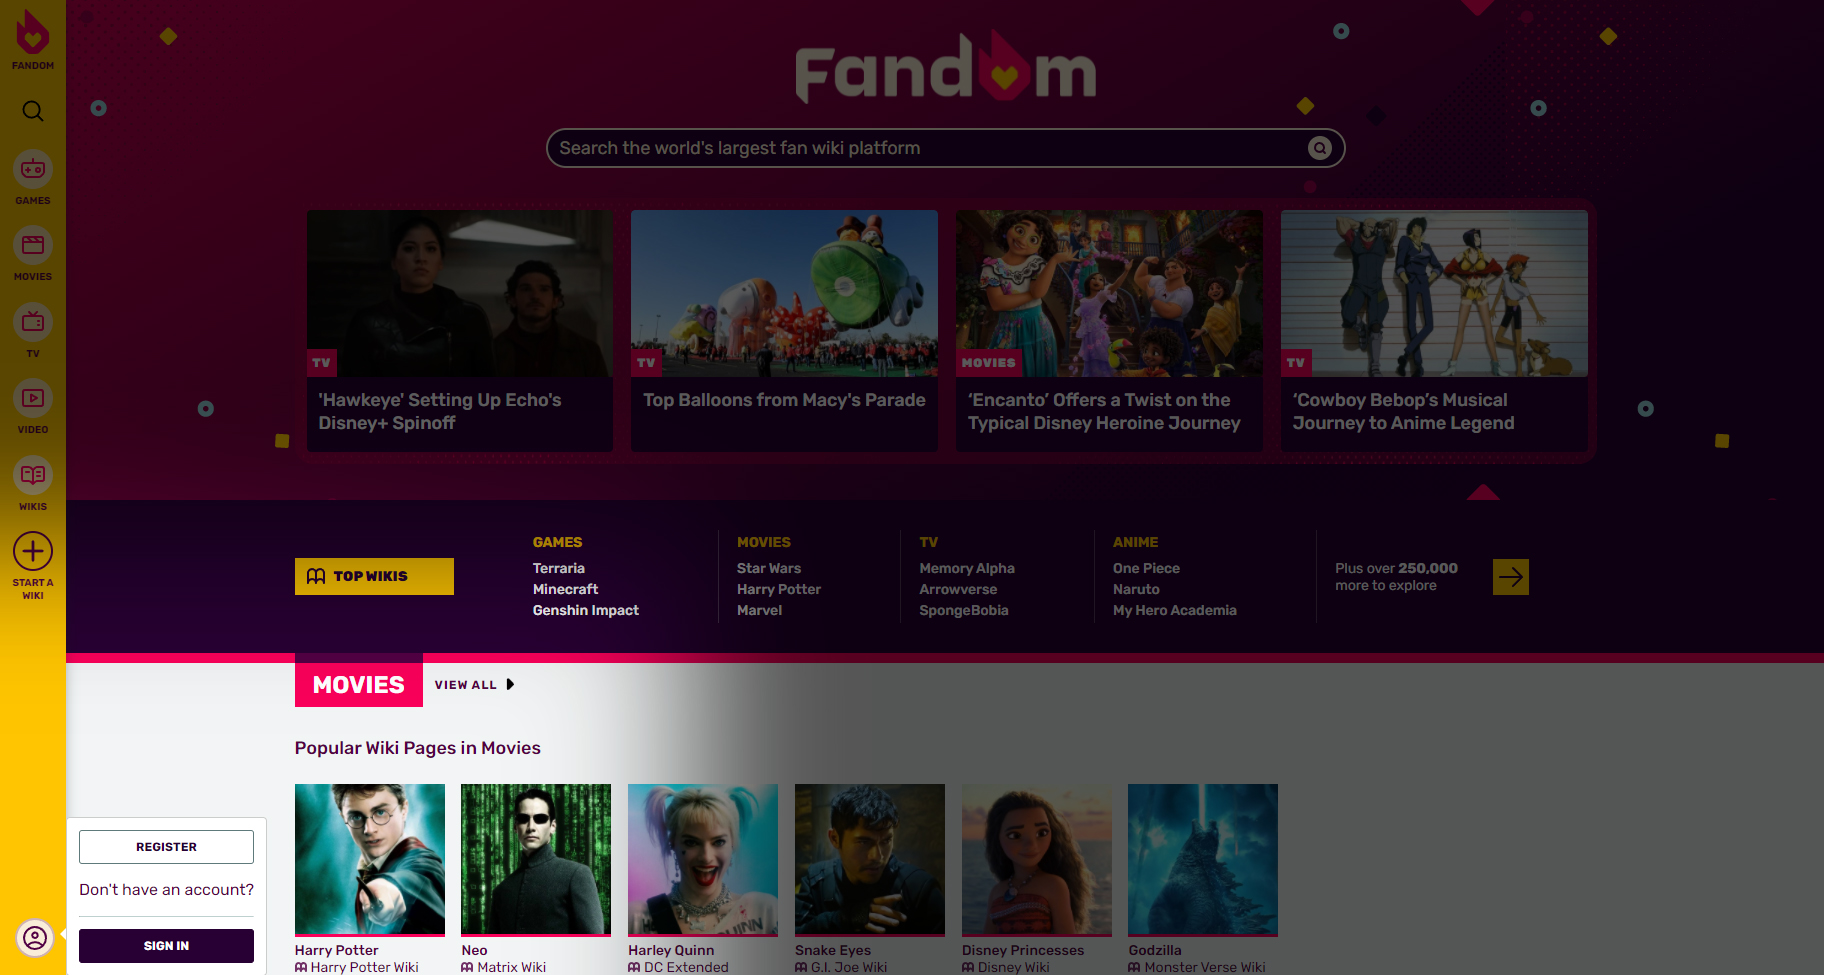 FANDOM
GAMES
MOVIES
TV
VIDEO
WIKIS
START A
WIKI
Fandom
Search the world's largest fan wiki platform
TV
'Hawkeye' Setting Up Echo's
Disney+ Spinoff
TV
Top Balloons from Macy's Parade
MOVIES
‘Encanto’ Offers a Twist on the
Typical Disney Heroine Journey
TV
‘Cowboy Bebop’s Musical
Journey to Anime Legend
TOP WIKIS
GAMES
Terraria
Minecraft
Genshin Impact
MOVIES
Star Wars
Harry Potter
Marvel
TV
Memory Alpha
Arrowverse
SpongeBobia
ANIME
One Piece
Naruto
My Hero Academia
Plus over 250,000
more to explore
MOVIES
VIEW ALL
Popular Wiki Pages in Movies
Harry Potter
Harry Potter Wiki
Neo
Matrix Wiki
Harley Quinn
DC Extended
Snake Eyes
G.I. Joe Wiki
Disney Princesses
Disney Wiki
Godzilla
Monster Verse Wiki
REGISTER
Don't have an account?
SIGN IN